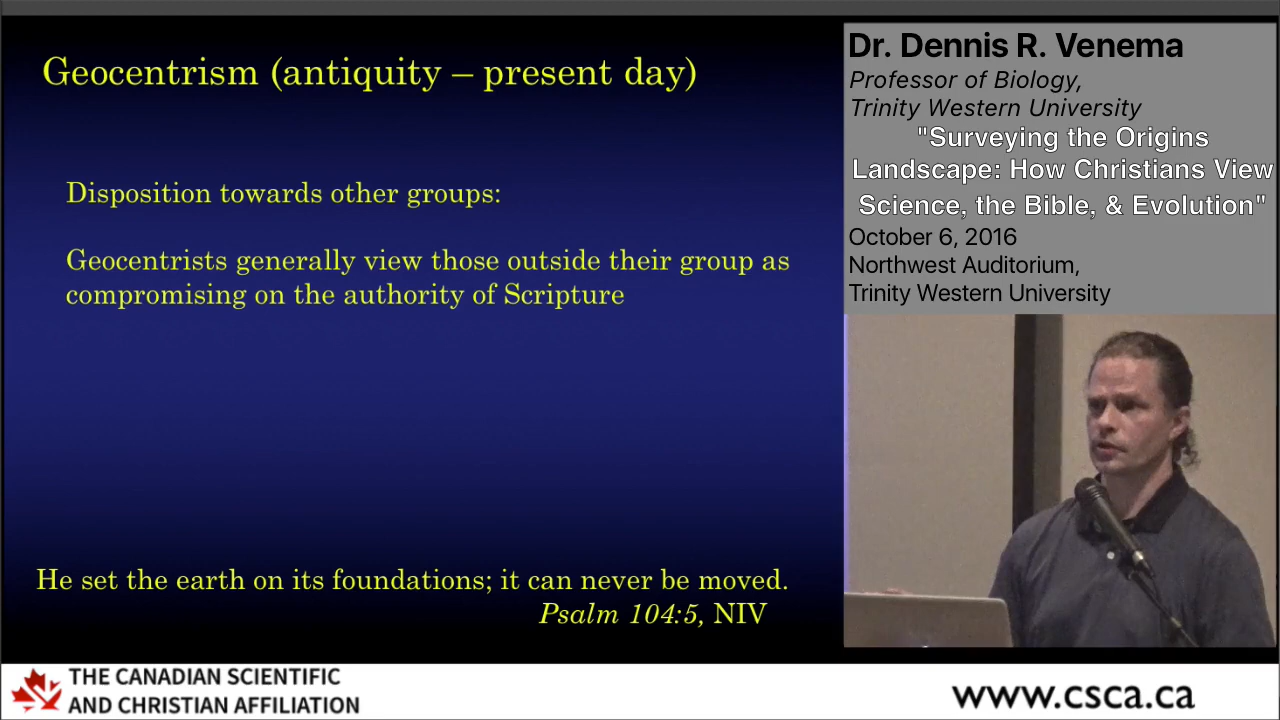 Geocentrism (antiquity – present day)
Disposition towards other groups:
Geocentrists generally view those outside their group as
compromising on the authority of Scripture
He set the earth on its foundations; it can never be moved.
Psalm 104:5, NIV
Dr. Dennis R. Venema
Professor of Biology,
Trinity Western University
"Surveying the Origins
Landscape: How Christians View
Science, the Bible, & Evolution"
October 6, 2016
Northwest Auditorium,
Trinity Western University
THE CANADIAN SCIENTIFIC
AND CHRISTIAN AFFILIATION
www.csca.ca